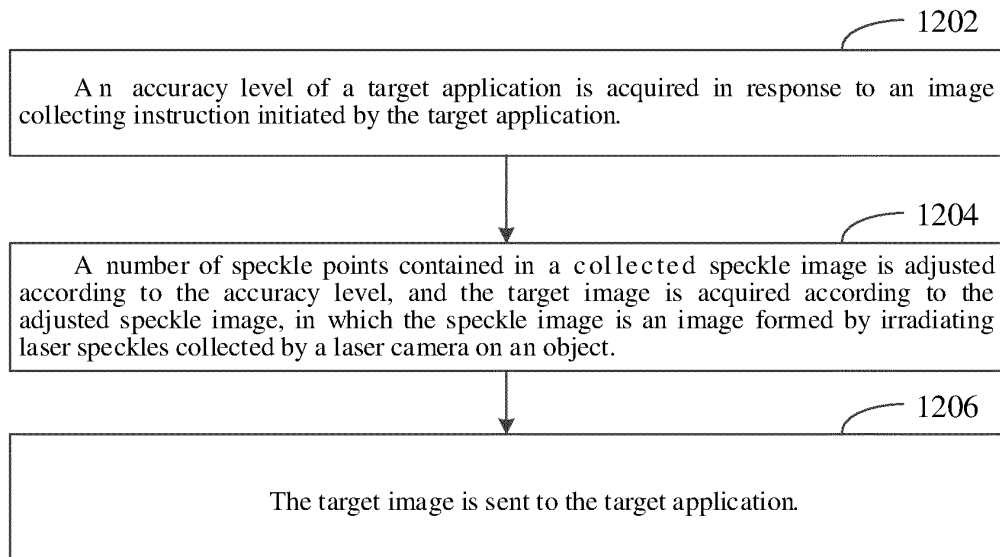 1202
An accuracy level of a target application is acquired in response to an image
collecting instruction initiated by the target application.
1204
A number of speckle points contained in a collected speckle image is adjusted
according to the accuracy level, and the target image is acquired according to the
adjusted speckle image, in which the speckle image is an image formed by irradiating
laser speckles collected by a laser camera on an object.
1206
The target image is sent to the target application.